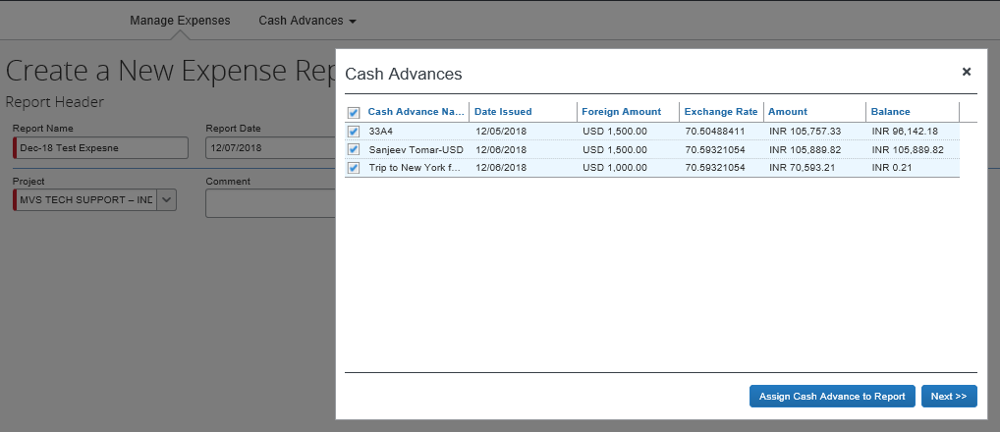 Manage Expenses Cash Advances
Create a New Expense Rep
Report Header
Report Name Report Date
Dec-18 Test Expesne 12/07/2018
Project Comment
MVS TECH SUPPORT – IND
Cash Advances ×
Cash Advance Na... Date Issued Foreign Amount Exchange Rate Amount Balance
33A4 12/05/2018 USD 1,500.00 70.50488411 INR 105,757.33 INR 96,142.18
Sanjeev Tomar-USD 12/06/2018 USD 1,500.00 70.59321054 INR 105,889.82 INR 105,889.82
Trip to New York f... 12/06/2018 USD 1,000.00 70.59321054 INR 70,593.21 INR 0.21
Assign Cash Advance to Report Next >>